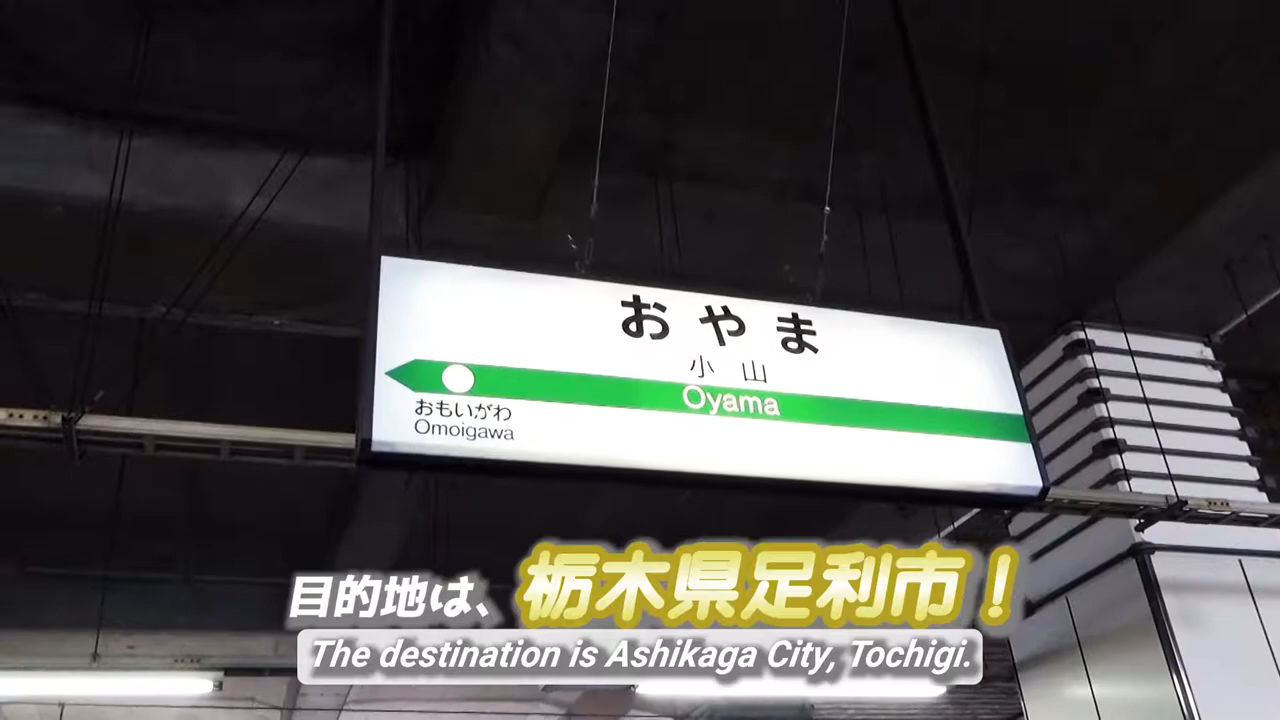 おやま
小山
Oyama
おもいがわ
Omoigawa
目的地は、栃木県足利市！
The destination is Ashikaga City, Tochigi.